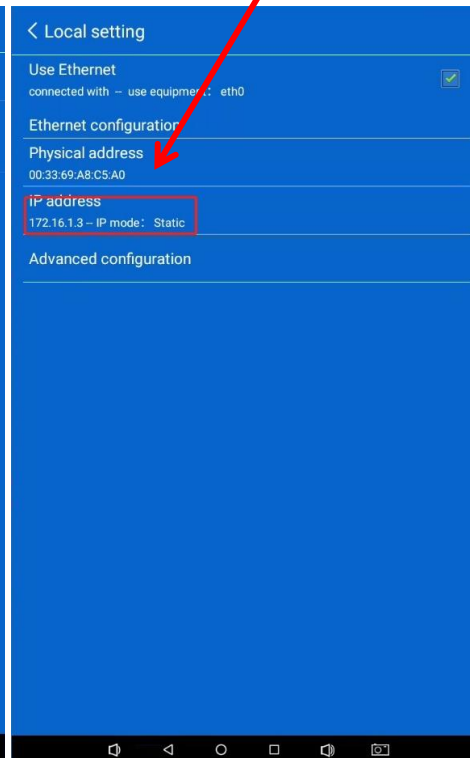 Local setting
Use Ethernet
connected with – use equipment: eth0
Ethernet configuration
Physical address
00:33:69:A8:C5:A0
IP address
172.16.1.3 – IP mode: Static
Advanced configuration